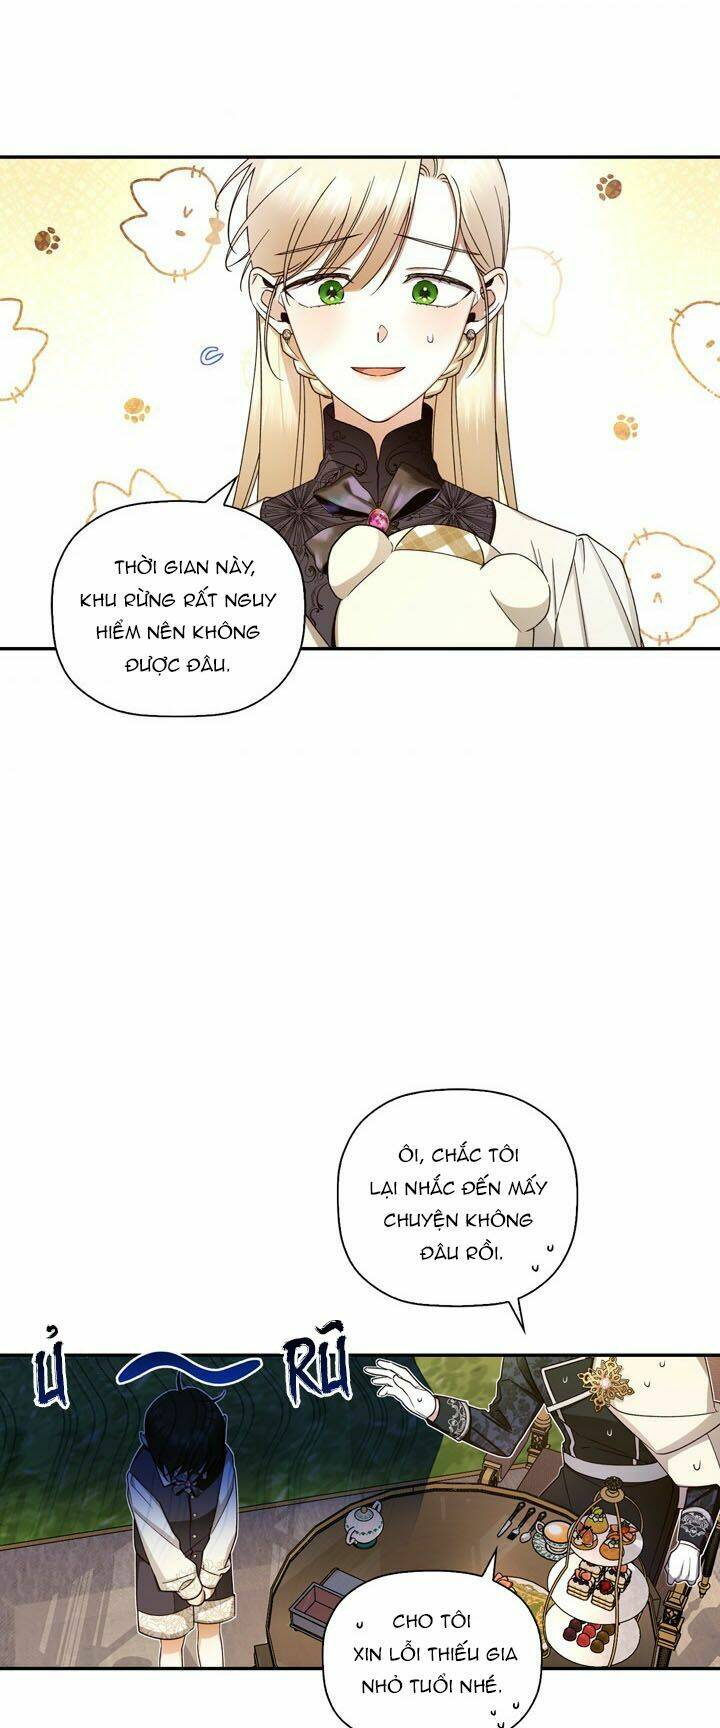 THỜI GIAN NÀY,
KHU RỪNG RẤT NGUY
HIỂM NÊN KHÔNG
ĐƯỢC ĐÂU.
ÔI, CHẮC TÔI
LẠI NHẮC ĐẾN MẤY
CHUYỆN KHÔNG
ĐÂU RỒI.
Ủ RŨ
CHO TÔI
XIN LỖI THIẾU GIA
NHỎ TUỔI NHÉ.